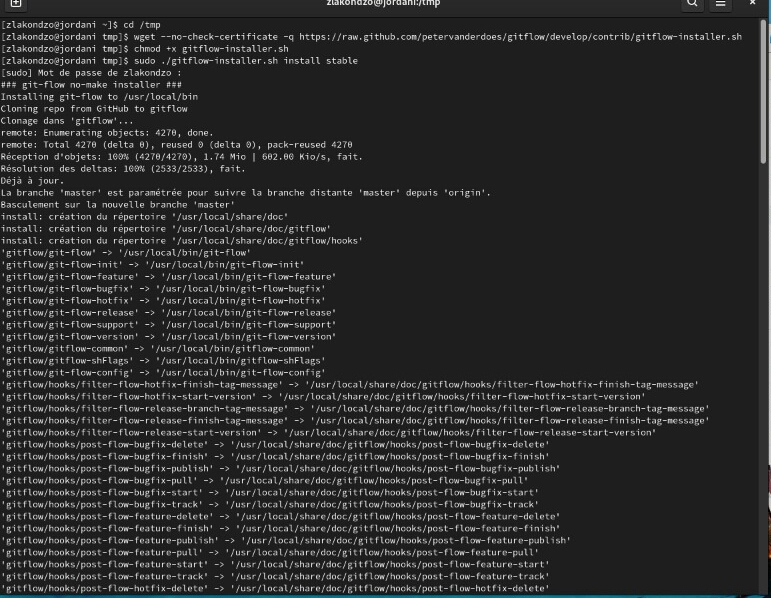 zlakondzo@jordani:/tmp
[zlakondzo@jordani ~]$ cd /tmp
[zlakondzo@jordani tmp]$ wget --no-check-certificate -q https://raw.github.com/petervanderdoes/gitflow/develop/contrib/gitflow-installer.sh
[zlakondzo@jordani tmp]$ chmod +x gitflow-installer.sh
[zlakondzo@jordani tmp]$ sudo ./gitflow-installer.sh install stable
[sudo] Mot de passe de zlakondzo :
### git-flow no-make installer ###
Installing git-flow to /usr/local/bin
Cloning repo from GitHub to gitflow
Clonage dans 'gitflow'...
remote: Enumerating objects: 4270, done.
remote: Total 4270 (delta 0), reused 0 (delta 0), pack-reused 4270
Réception d'objets: 100% (4270/4270), 1.74 Mio | 602.00 Kio/s, fait.
Résolution des deltas: 100% (2533/2533), fait.
Déjà à jour.
La branche 'master' est paramétrée pour suivre la branche distante 'master' depuis 'origin'.
Basculement sur la nouvelle branche 'master'
install: création du répertoire '/usr/local/share/doc'
install: création du répertoire '/usr/local/share/doc/gitflow'
install: création du répertoire '/usr/local/share/doc/gitflow/hooks'
'gitflow/git-flow' -> '/usr/local/bin/git-flow'
'gitflow/git-flow-init' -> '/usr/local/bin/git-flow-init'
'gitflow/git-flow-feature' -> '/usr/local/bin/git-flow-feature'
'gitflow/git-flow-bugfix' -> '/usr/local/bin/git-flow-bugfix'
'gitflow/git-flow-hotfix' -> '/usr/local/bin/git-flow-hotfix'
'gitflow/git-flow-release' -> '/usr/local/bin/git-flow-release'
'gitflow/git-flow-support' -> '/usr/local/bin/git-flow-support'
'gitflow/git-flow-version' -> '/usr/local/bin/git-flow-version'
'gitflow/gitflow-common' -> '/usr/local/bin/gitflow-common'
'gitflow/gitflow-shFlags' -> '/usr/local/bin/gitflow-shFlags'
'gitflow/git-flow-config' -> '/usr/local/bin/git-flow-config'
'gitflow/hooks/filter-flow-hotfix-finish-tag-message' -> '/usr/local/share/doc/gitflow/hooks/filter-flow-hotfix-finish-tag-message'
'gitflow/hooks/filter-flow-hotfix-start-version' -> '/usr/local/share/doc/gitflow/hooks/filter-flow-hotfix-start-version'
'gitflow/hooks/filter-flow-release-branch-tag-message' -> '/usr/local/share/doc/gitflow/hooks/filter-flow-release-branch-tag-message'
'gitflow/hooks/filter-flow-release-finish-tag-message' -> '/usr/local/share/doc/gitflow/hooks/filter-flow-release-finish-tag-message'
'gitflow/hooks/filter-flow-release-start-version' -> '/usr/local/share/doc/gitflow/hooks/filter-flow-release-start-version'
'gitflow/hooks/post-flow-bugfix-delete' -> '/usr/local/share/doc/gitflow/hooks/post-flow-bugfix-delete'
'gitflow/hooks/post-flow-bugfix-finish' -> '/usr/local/share/doc/gitflow/hooks/post-flow-bugfix-finish'
'gitflow/hooks/post-flow-bugfix-publish' -> '/usr/local/share/doc/gitflow/hooks/post-flow-bugfix-publish'
'gitflow/hooks/post-flow-bugfix-pull' -> '/usr/local/share/doc/gitflow/hooks/post-flow-bugfix-pull'
'gitflow/hooks/post-flow-bugfix-start' -> '/usr/local/share/doc/gitflow/hooks/post-flow-bugfix-start'
'gitflow/hooks/post-flow-bugfix-track' -> '/usr/local/share/doc/gitflow/hooks/post-flow-bugfix-track'
'gitflow/hooks/post-flow-feature-delete' -> '/usr/local/share/doc/gitflow/hooks/post-flow-feature-delete'
'gitflow/hooks/post-flow-feature-finish' -> '/usr/local/share/doc/gitflow/hooks/post-flow-feature-finish'
'gitflow/hooks/post-flow-feature-publish' -> '/usr/local/share/doc/gitflow/hooks/post-flow-feature-publish'
'gitflow/hooks/post-flow-feature-pull' -> '/usr/local/share/doc/gitflow/hooks/post-flow-feature-pull'
'gitflow/hooks/post-flow-feature-start' -> '/usr/local/share/doc/gitflow/hooks/post-flow-feature-start'
'gitflow/hooks/post-flow-feature-track' -> '/usr/local/share/doc/gitflow/hooks/post-flow-feature-track'
'gitflow/hooks/post-flow-hotfix-delete' -> '/usr/local/share/doc/gitflow/hooks/post-flow-hotfix-delete'